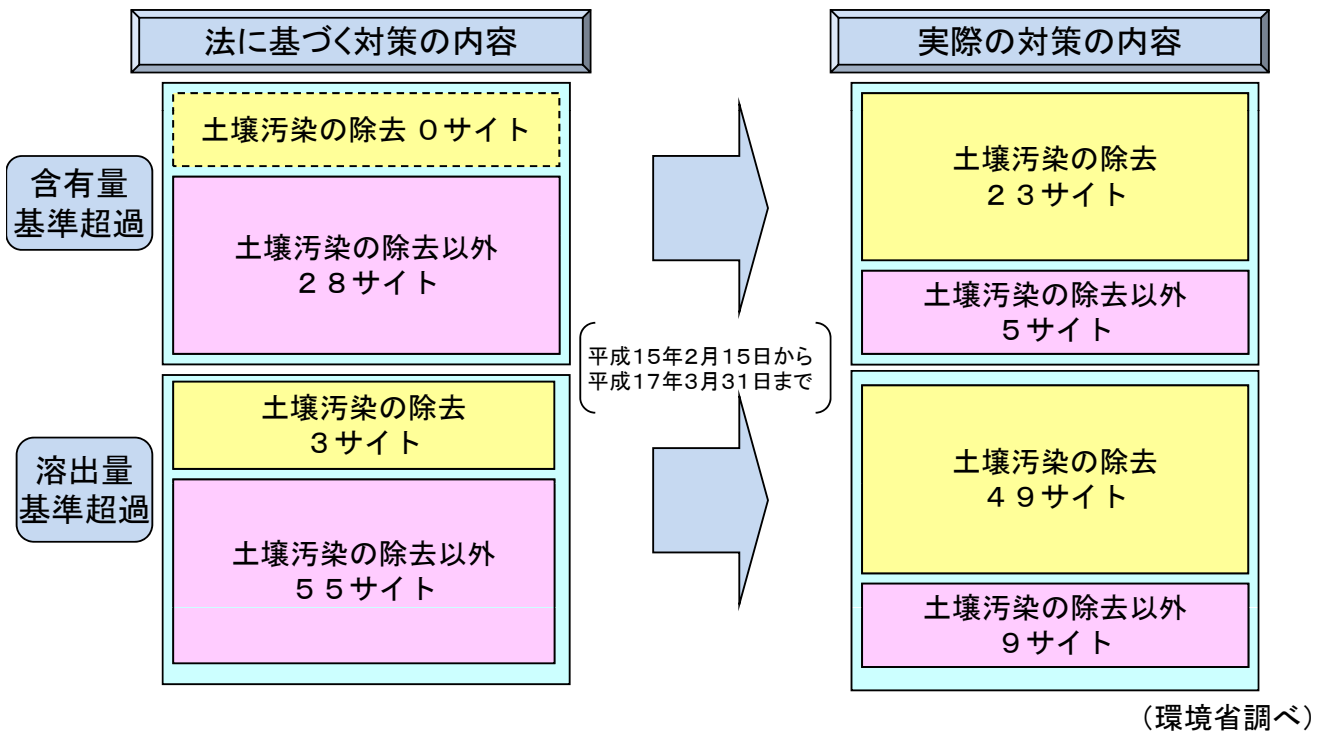 法に基づく対策の内容
実際の対策の内容
含有量
基準超過
土壌汚染の除去 0サイト
土壌汚染の除去以外
28サイト
土壌汚染の除去
23サイト
土壌汚染の除去以外
5サイト
平成15年2月15日から
平成17年3月31日まで
溶出量
基準超過
土壌汚染の除去
3サイト
土壌汚染の除去以外
55サイト
土壌汚染の除去
49サイト
土壌汚染の除去以外
9サイト
(環境省調べ)